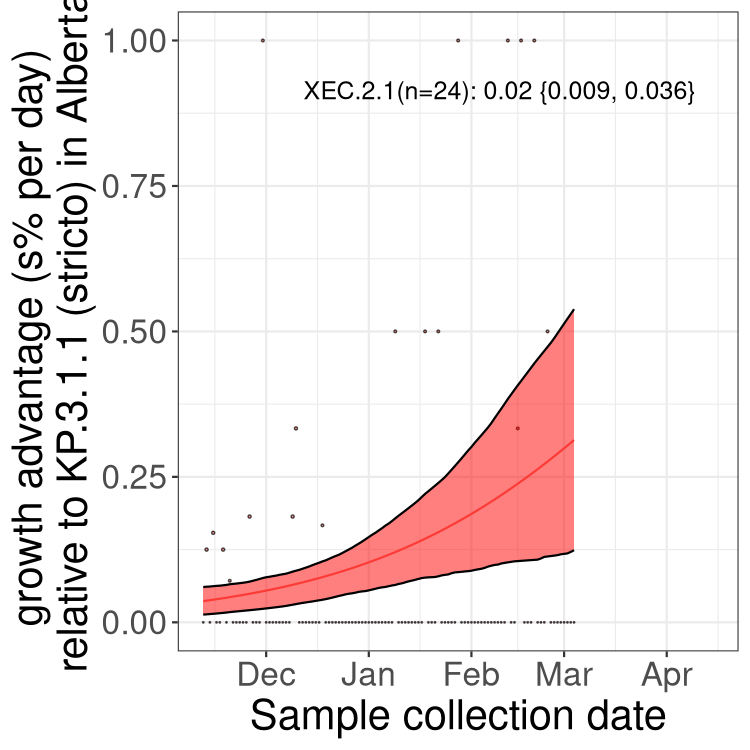 growth advantage (s% per day)
relative to KP.3.1.1 (stricto) in Alberta
1.00
0.75
0.50
0.25
0.00
XEC.2.1(n=24): 0.02 {0.009, 0.036}
Dec Jan Feb Mar Apr
Sample collection date